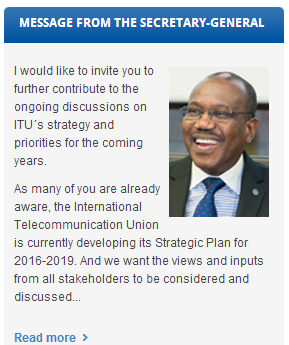 MESSAGE FROM THE SECRETARY-GENERAL
I would like to invite you to
further contribute to the
ongoing discussions on
ITU´s strategy and
priorities for the coming
years.
As many of you are already
aware, the International
Telecommunication Union
is currently developing its Strategic Plan for
2016-2019. And we want the views and inputs
from all stakeholders to be considered and
discussed...
Read more